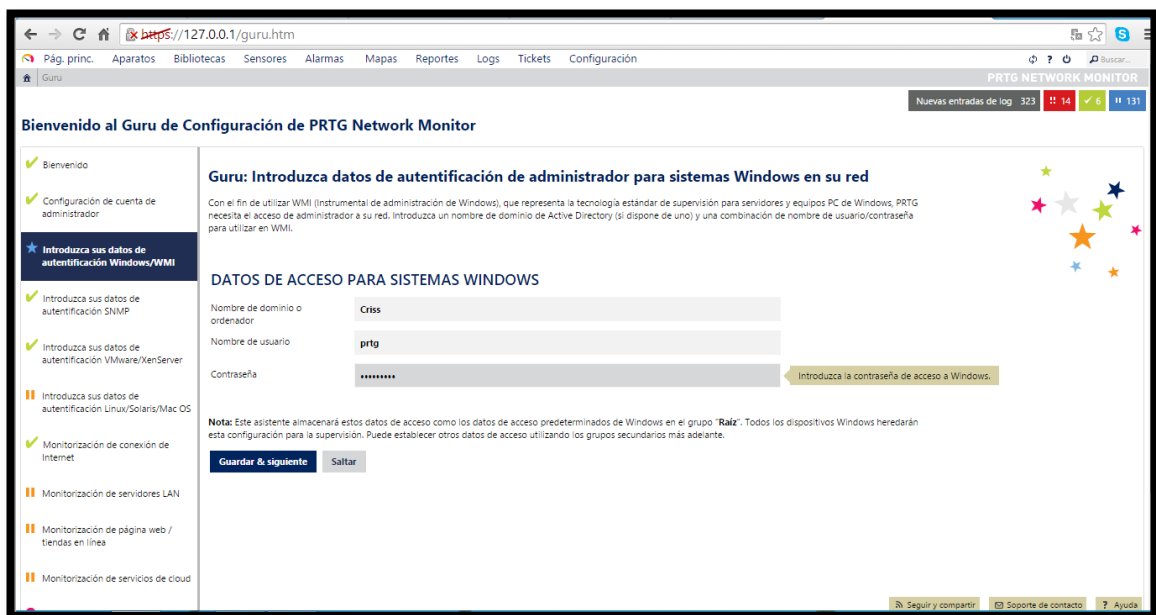 https://127.0.0.1/guru.htm
Pág. princ. Aparatos Bibliotecas Sensores Alarmas Mapas Reportes Logs Tickets Configuración Buscar...
Guru PRTG NETWORK MONITOR
Nuevas entradas de log 323 14 6 131
Bienvenido al Guru de Configuración de PRTG Network Monitor
Bienvenido
Configuración de cuenta de
administrador
Introduzca sus datos de
autentificación Windows/WMI
Introduzca sus datos de
autentificación SNMP
Introduzca sus datos de
autentificación VMware/XenServer
Introduzca sus datos de
autentificación Linux/Solaris/Mac OS
Monitorización de conexión de
Internet
Monitorización de servidores LAN
Monitorización de página web /
tiendas en línea
Monitorización de servicios de cloud
Guru: Introduzca datos de autentificación de administrador para sistemas Windows en su red
Con el fin de utilizar WMI (Instrumental de administración de Windows), que representa la tecnología estándar de supervisión para servidores y equipos PC de Windows, PRTG
necesita el acceso de administrador a su red. Introduzca un nombre de dominio de Active Directory (si dispone de uno) y una combinación de nombre de usuario/contraseña
para utilizar en WMI.
DATOS DE ACCESO PARA SISTEMAS WINDOWS
Nombre de dominio o
ordenador
Criss
Nombre de usuario
prtg
Contraseña
•••••••••
Introduzca la contraseña de acceso a Windows.
Nota: Este asistente almacenará estos datos de acceso como los datos de acceso predeterminados de Windows en el grupo "Raíz". Todos los dispositivos Windows heredarán
esta configuración para la supervisión. Puede establecer otros datos de acceso utilizando los grupos secundarios más adelante.
Guardar & siguiente Saltar
Seguir y compartir Soporte de contacto ? Ayuda